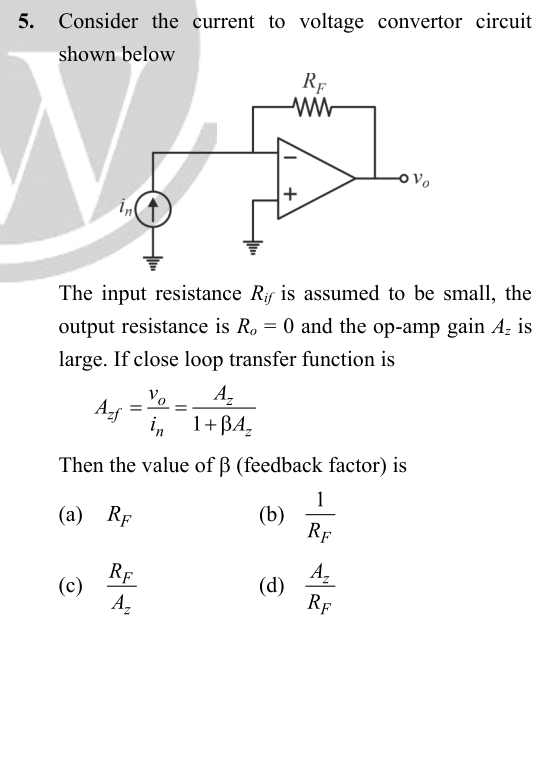 5. Consider the current to voltage convertor circuit
shown below
R_F
−
+
v_o
i_n
The input resistance R_if is assumed to be small, the
output resistance is R_o = 0 and the op-amp gain A_z is
large. If close loop transfer function is
A_zf = v_o / i_n = A_z / (1 + βA_z)
Then the value of β (feedback factor) is
(a) R_F (b) 1 / R_F
(c) R_F / A_z (d) A_z / R_F